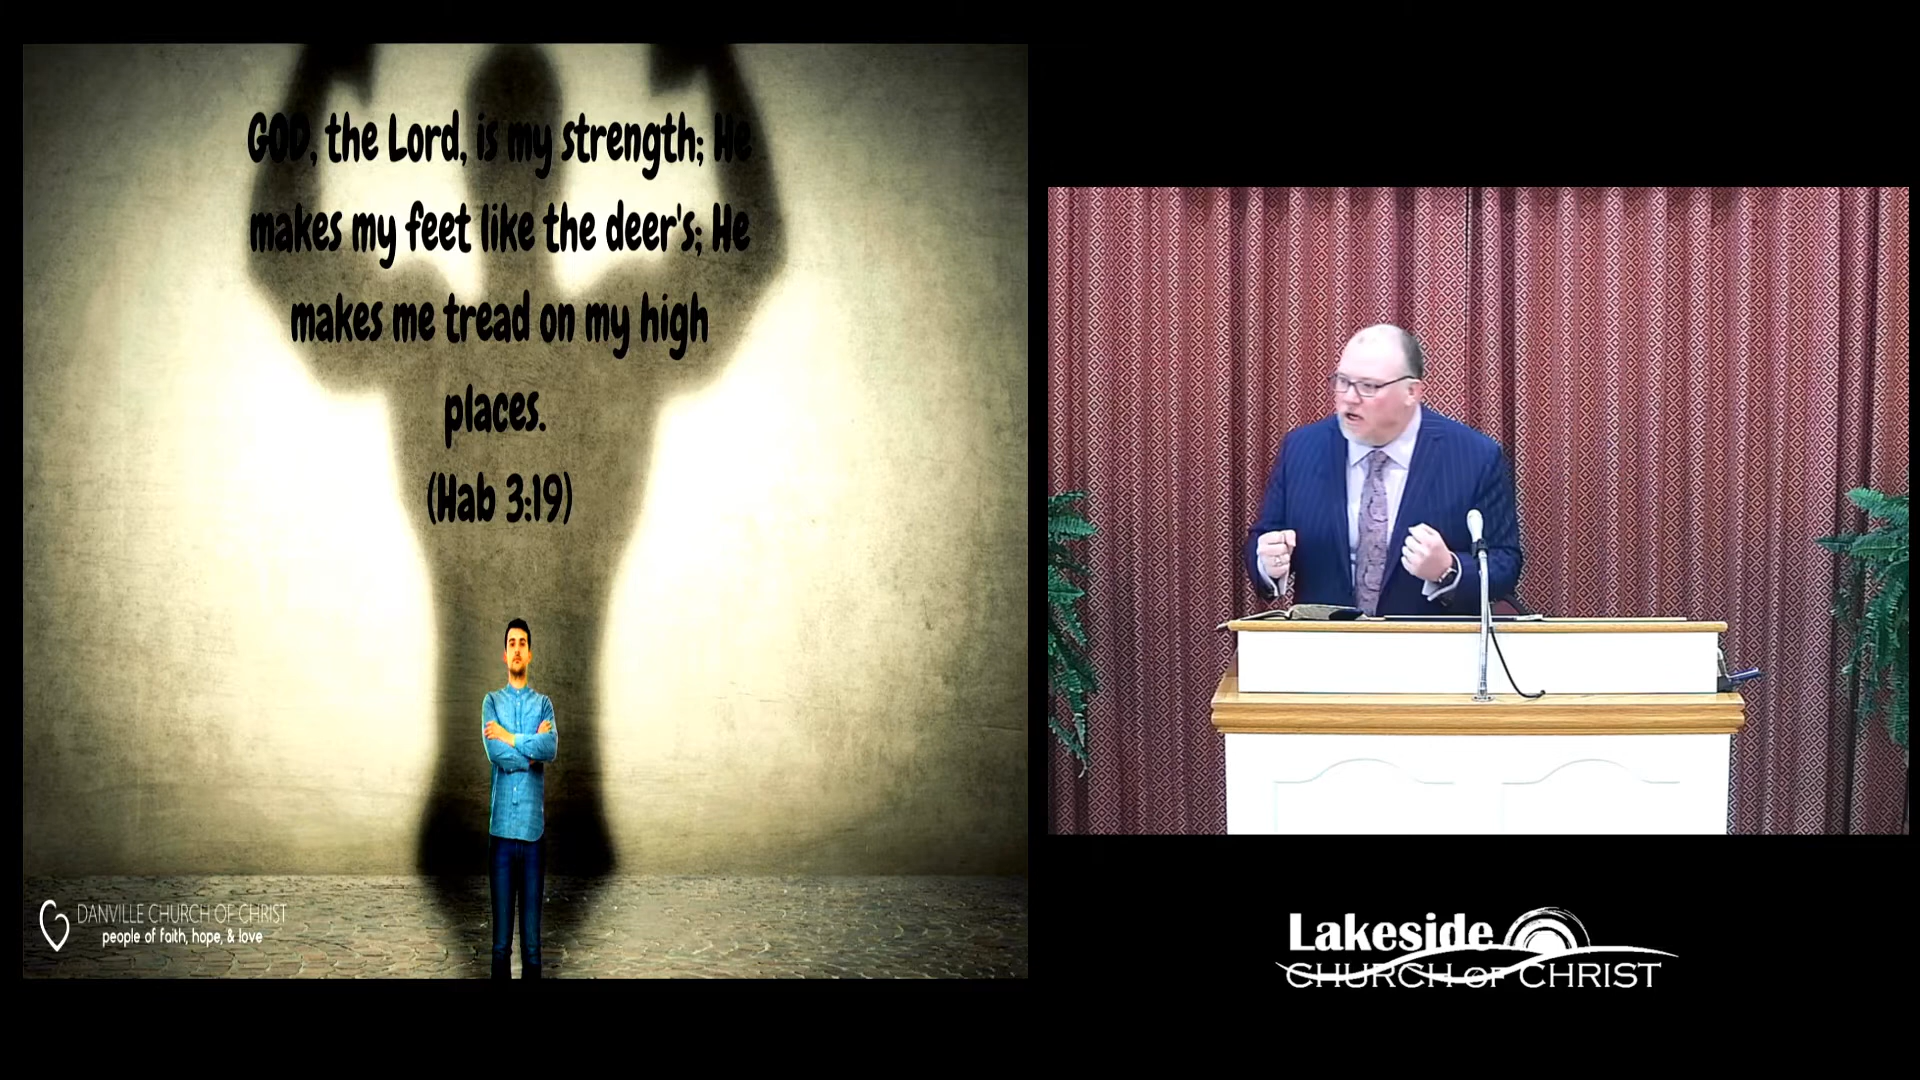 GOD, the Lord, is my strength; He
makes my feet like the deer's; He
makes me tread on my high
places.
(Hab 3:19)
DANVILLE CHURCH OF CHRIST
people of faith, hope, & love
Lakeside
CHURCH OF CHRIST